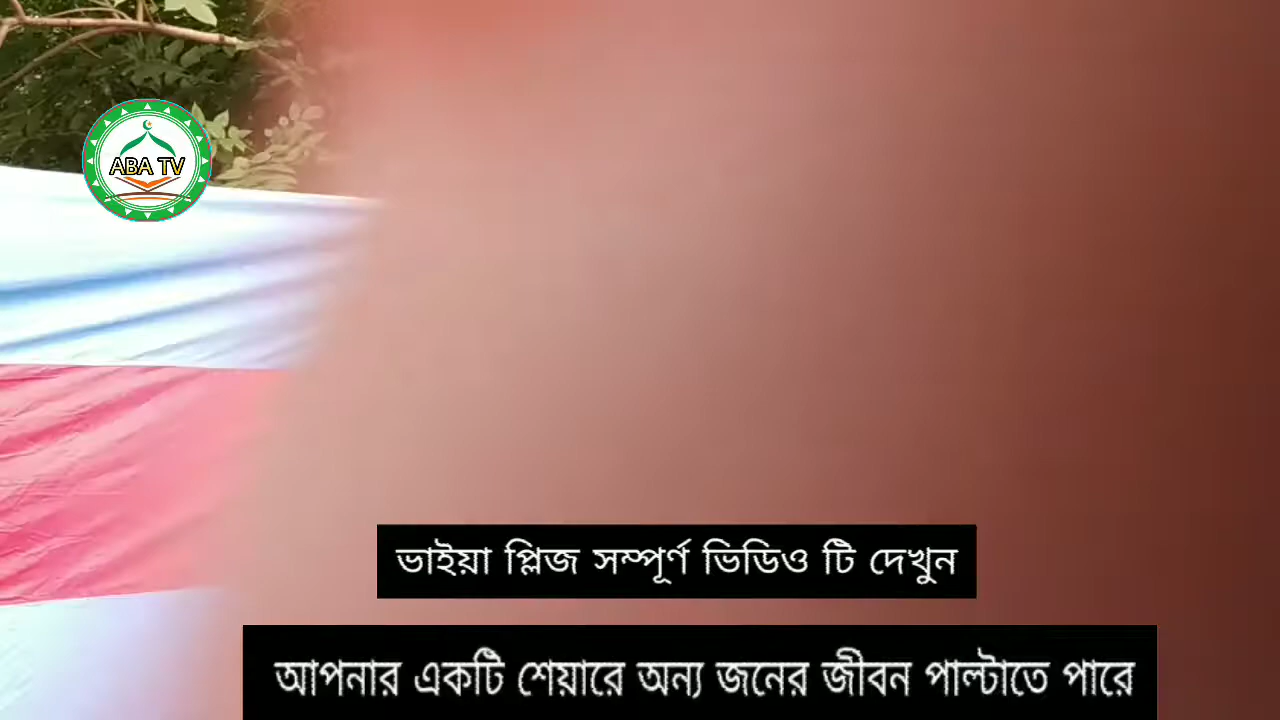 ABA TV
ভাইয়া প্লিজ সম্পূর্ণ ভিডিও টি দেখুন
আপনার একটি শেয়ারে অন্য জনের জীবন পাল্টাতে পারে